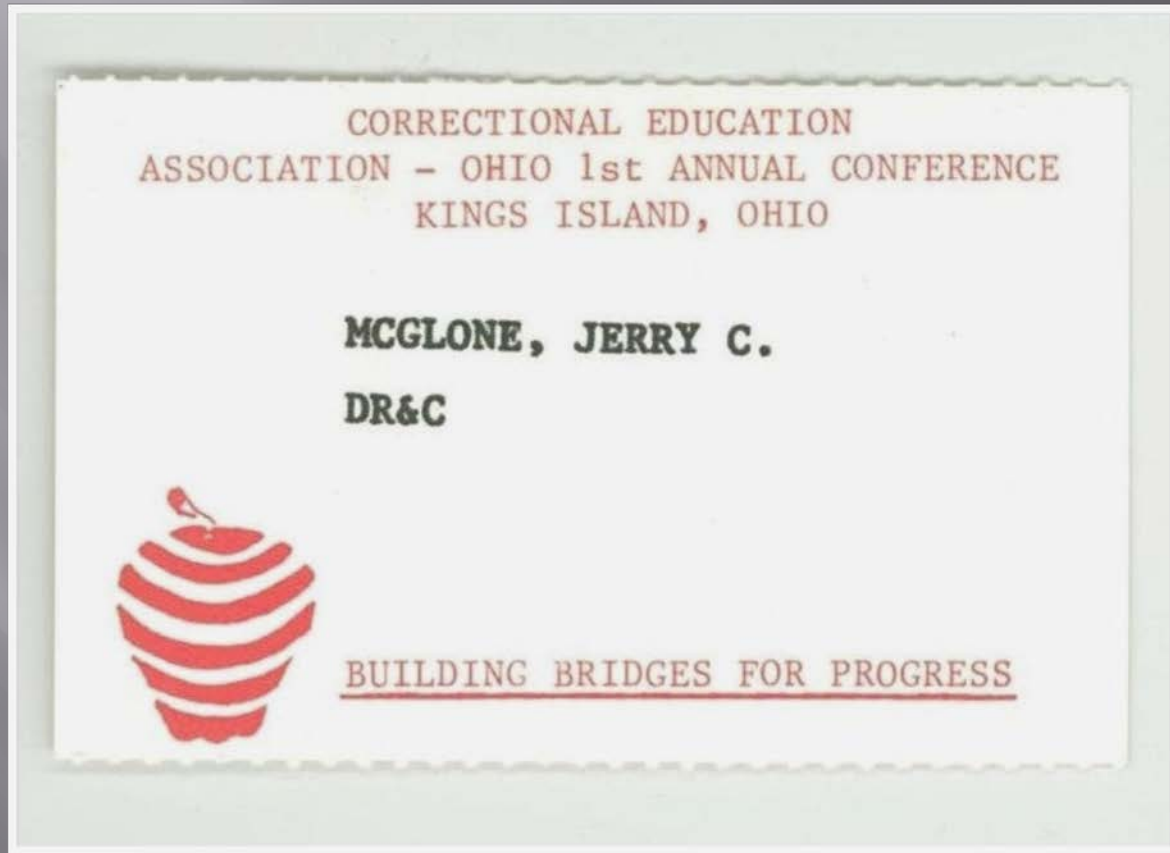 CORRECTIONAL EDUCATION
ASSOCIATION - OHIO 1st ANNUAL CONFERENCE
KINGS ISLAND, OHIO
MCGLONE, JERRY C.
DR&C
BUILDING BRIDGES FOR PROGRESS